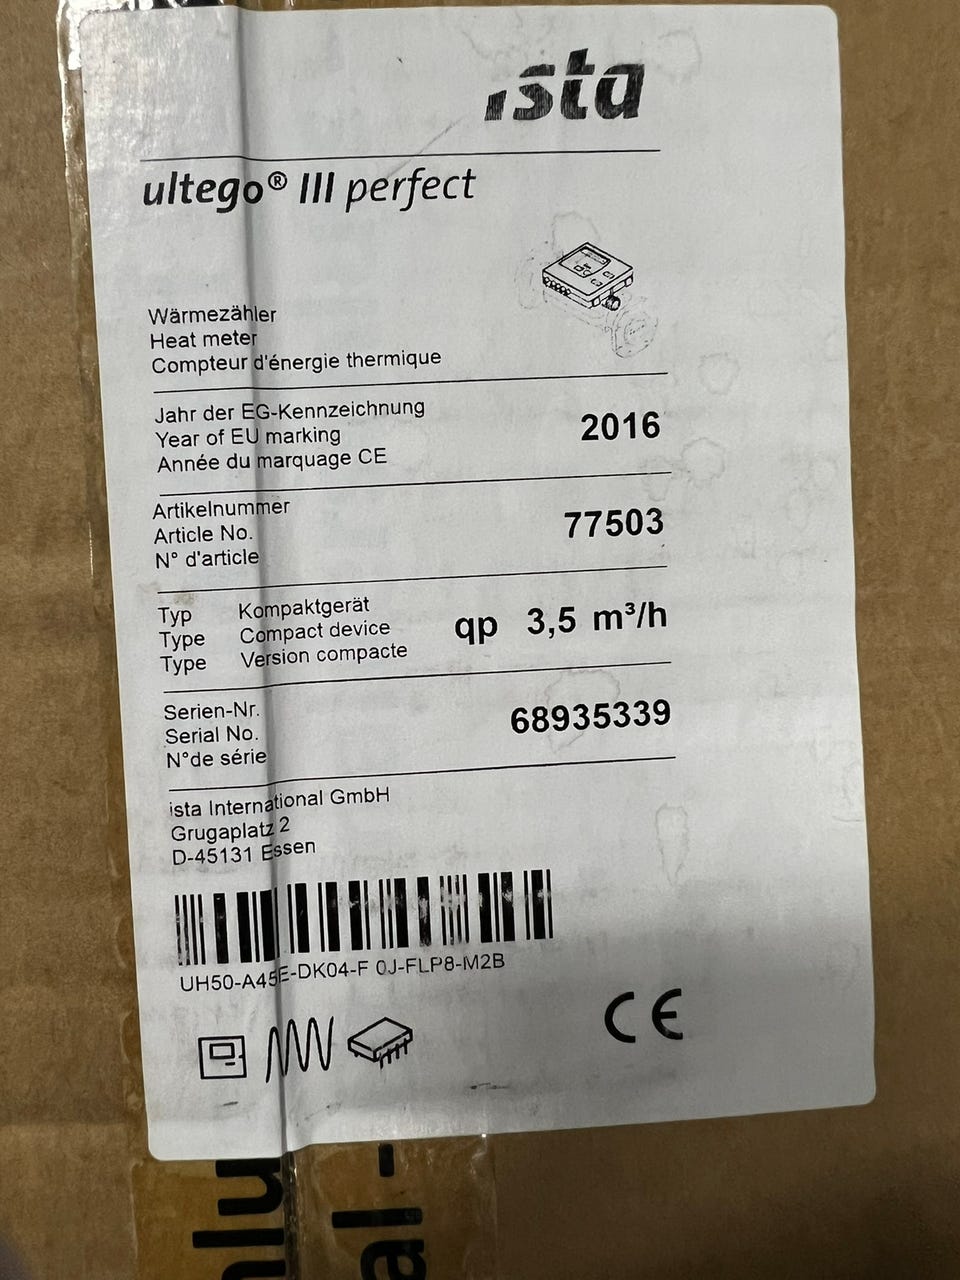 ista
ultego® III perfect
Wärmezähler
Heat meter
Compteur d'énergie thermique
Jahr der EG-Kennzeichnung
Year of EU marking
Année du marquage CE
2016
Artikelnummer
Article No.
N° d'article
77503
Typ Kompaktgerät
Type Compact device
Type Version compacte
qp 3,5 m³/h
Serien-Nr.
Serial No.
N°de série
68935339
ista International GmbH
Grugaplatz 2
D-45131 Essen
UH50-A45E-DK04-F 0J-FLP8-M2B
CE